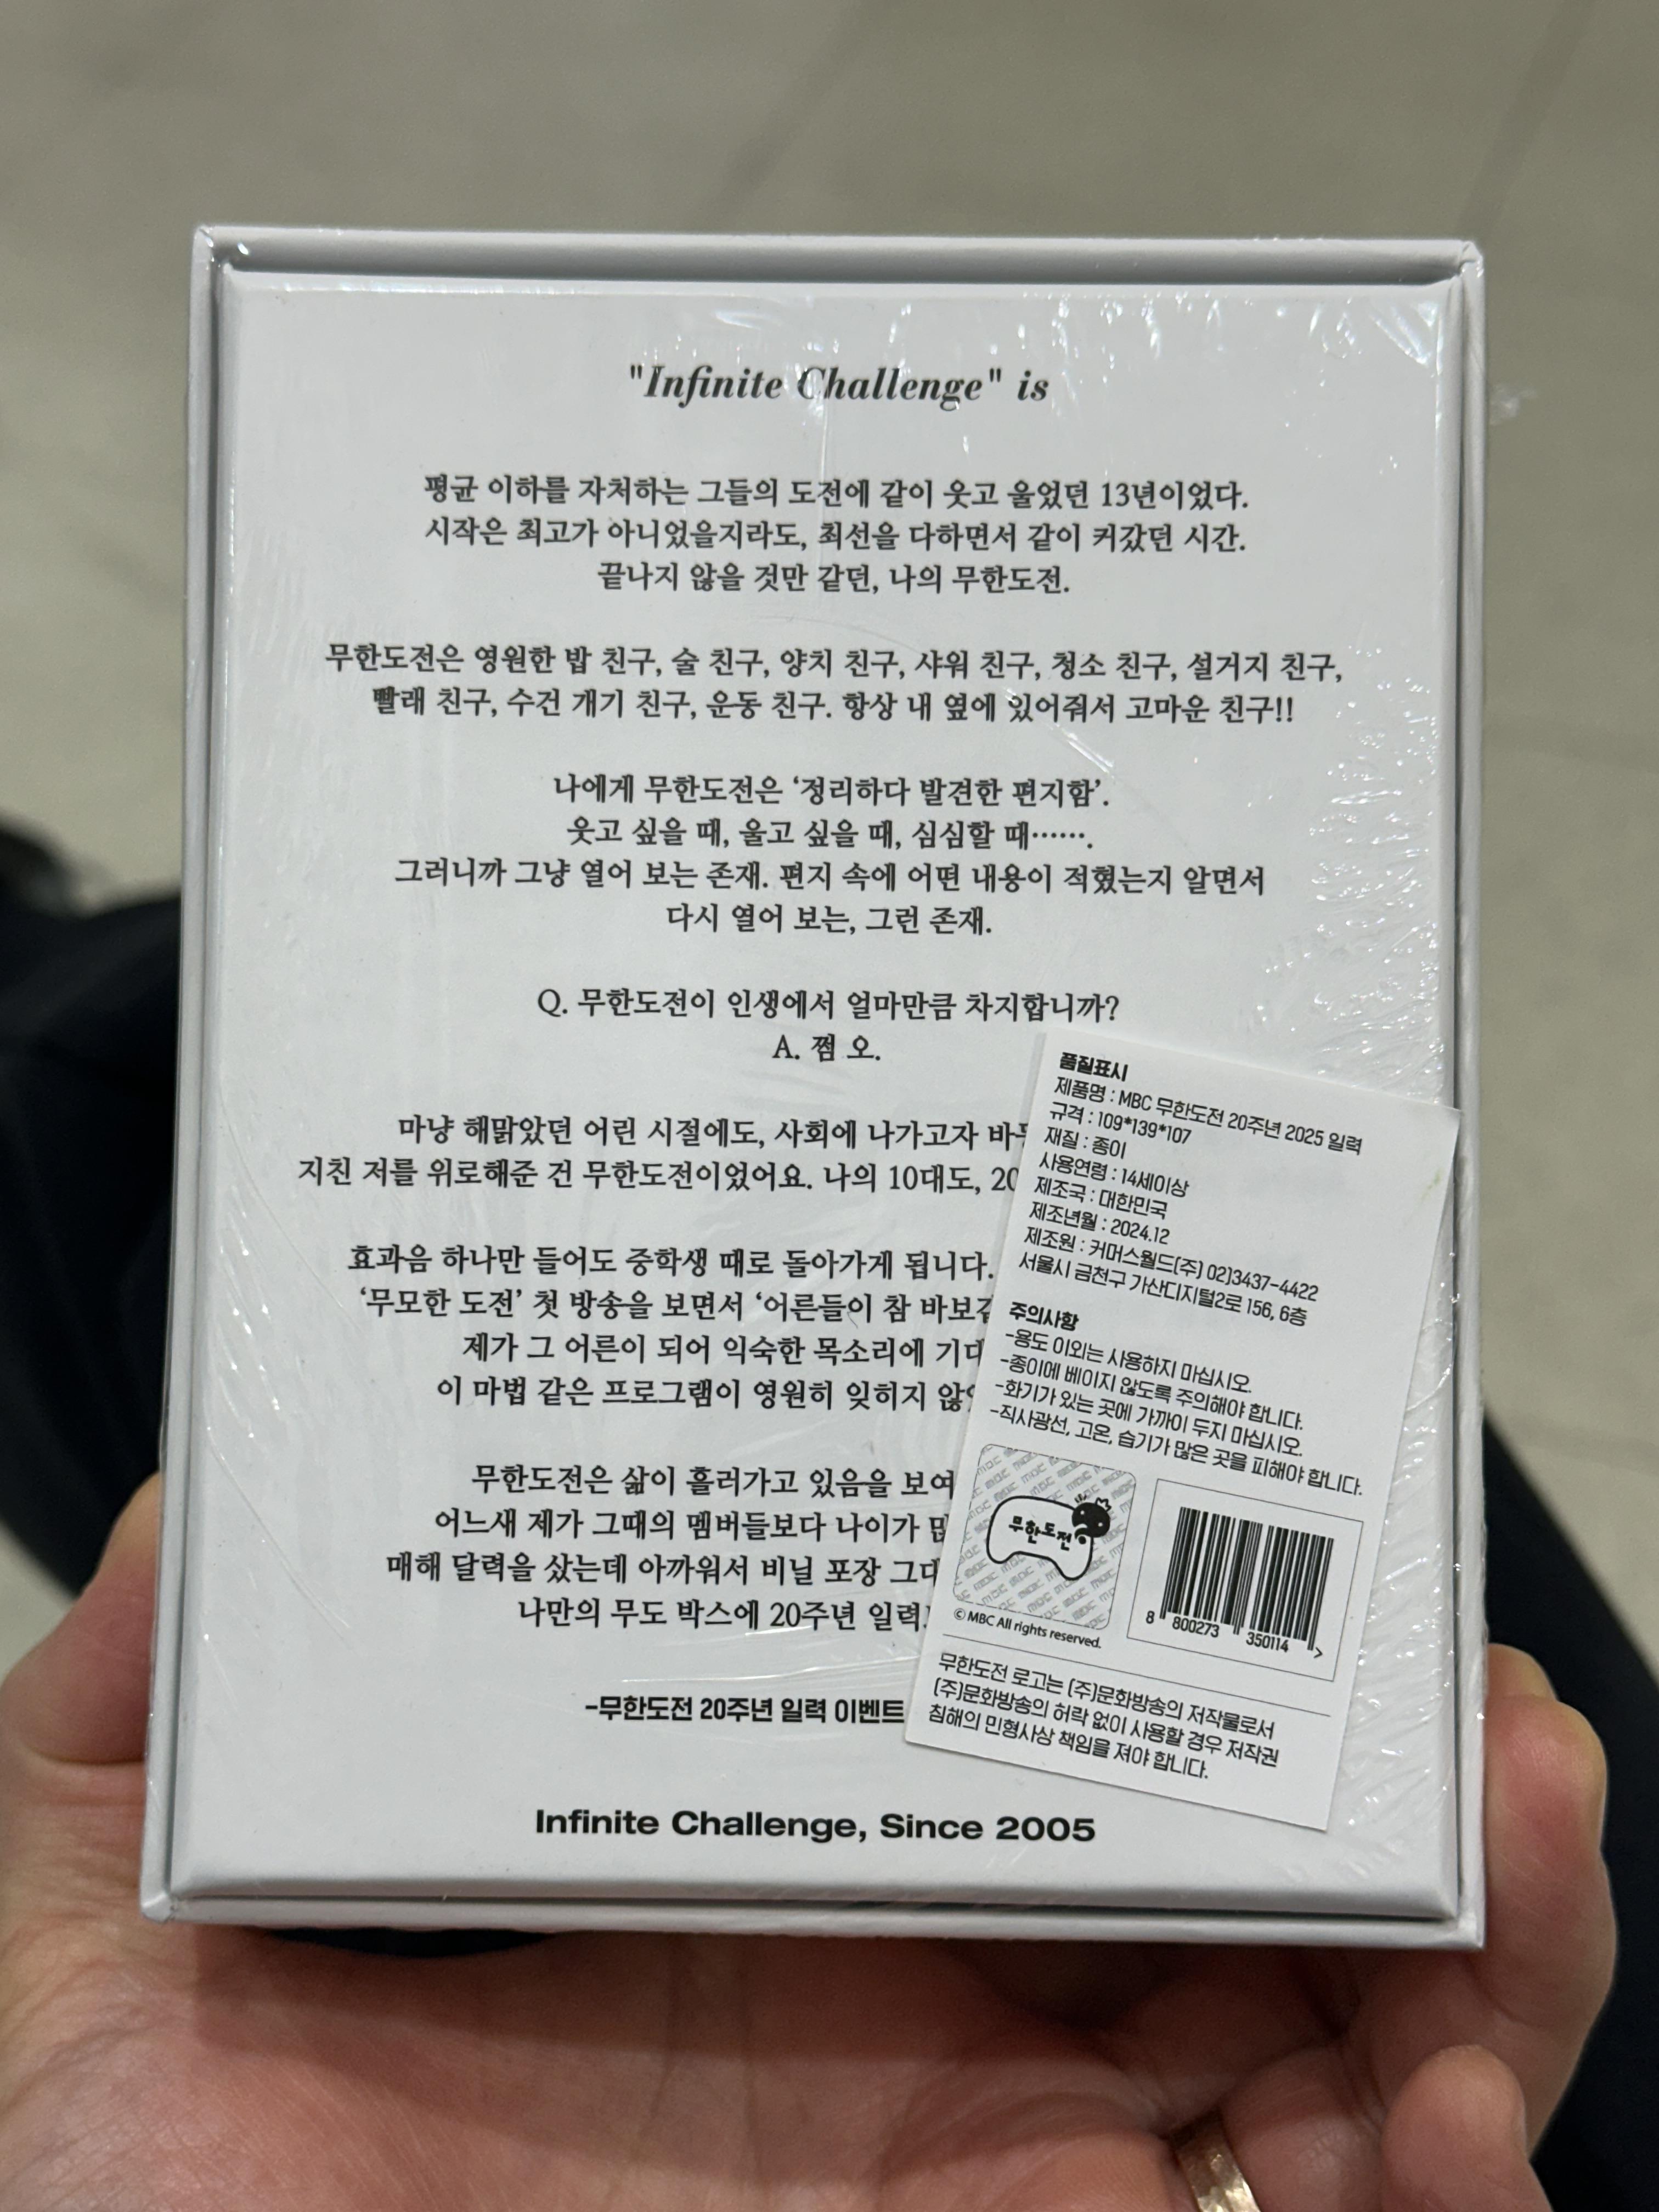 "Infinite Challenge" is
평균 이하를 자처하는 그들의 도전에 같이 웃고 울었던 13년이었다.
시작은 최고가 아니었을지라도, 최선을 다하면서 같이 커갔던 시간.
끝나지 않을 것만 같던, 나의 무한도전.
무한도전은 영원한 밥 친구, 술 친구, 양치 친구, 샤워 친구, 청소 친구, 설거지 친구,
빨래 친구, 수건 개기 친구, 운동 친구. 항상 내 옆에 있어줘서 고마운 친구!!
나에게 무한도전은 ‘정리하다 발견한 편지함’.
웃고 싶을 때, 울고 싶을 때, 심심할 때⋯⋯.
그러니까 그냥 열어 보는 존재. 편지 속에 어떤 내용이 적혔는지 알면서
다시 열어 보는, 그런 존재.
Q. 무한도전이 인생에서 얼마만큼 차지합니까?
A. 쩜 오.
마냥 해맑았던 어린 시절에도, 사회에 나가고자
지친 저를 위로해준 건 무한도전이었어요. 나의 10대도,
효과음 하나만 들어도 중학생 때로 돌아가게 됩니다.
‘무모한 도전’ 첫 방송을 보면서 ‘어른들이 참
제가 그 어른이 되어 익숙한 목소리에
이 마법 같은 프로그램이 영원히 잊히지
무한도전은 삶이 흘러가고 있음을
어느새 제가 그때의 멤버들보다 나이가
매해 달력을 샀는데 아까워서 비닐 포장
나만의 무도 박스에 20주년 일력
-무한도전 20주년 일력 이벤트
Infinite Challenge, Since 2005
품질표시
제품명 : MBC 무한도전 20주년 2025 일력
규격 : 109*139*107
재질 : 종이
사용연령 : 14세이상
제조국 : 대한민국
제조년월 : 2024.12
제조원 : 커머스월드(주) 02)3437-4422
서울시 금천구 가산디지털2로 156, 6층
주의사항
-용도 이외는 사용하지 마십시오.
-종이에 베이지 않도록 주의해야 합니다.
-화기가 있는 곳에 가까이 두지 마십시오.
-직사광선, 고온, 습기가 많은 곳을 피해야 합니다.
무한도전
© MBC All rights reserved.
8 800273 350114 >
무한도전 로고는 (주)문화방송의 저작물로서
(주)문화방송의 허락 없이 사용할 경우 저작권
침해의 민형사상 책임을 져야 합니다.